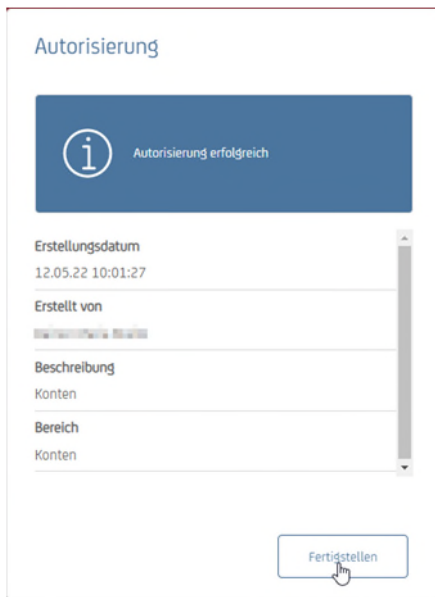 Autorisierung
Autorisierung erfolgreich
Erstellungsdatum
12.05.22 10:01:27
Erstellt von
Beschreibung
Konten
Bereich
Konten
Fertigstellen